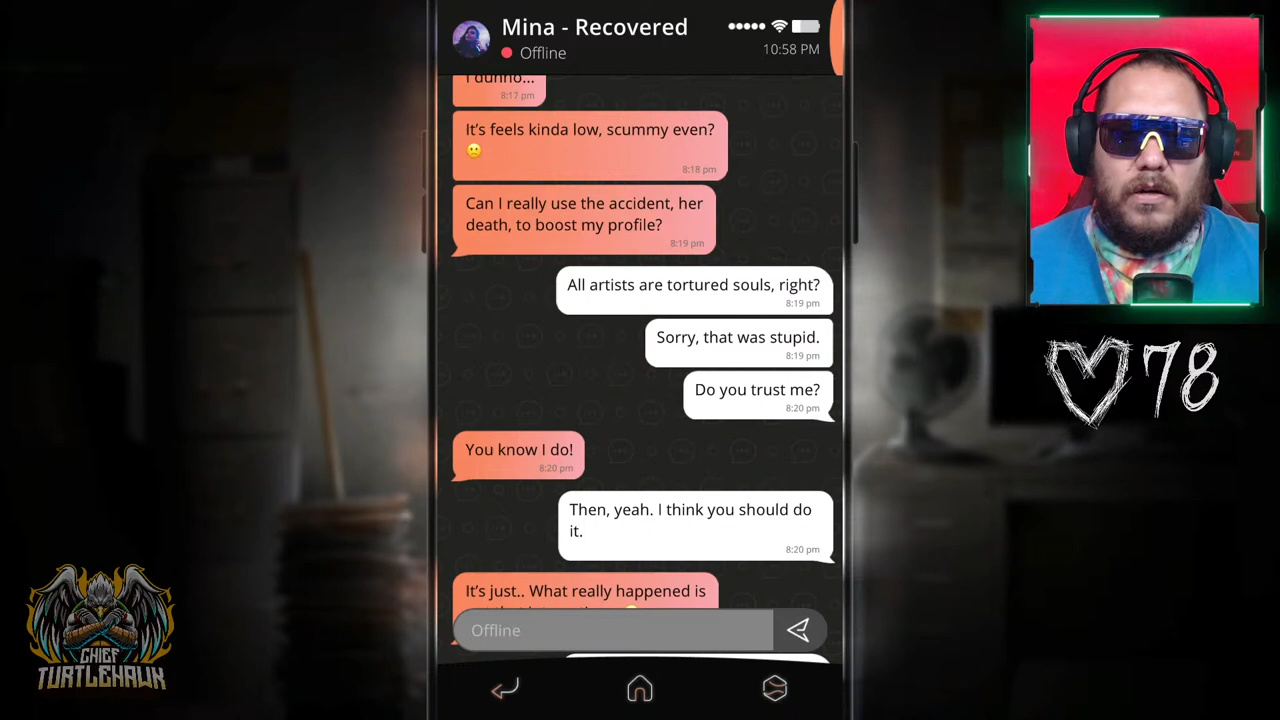 Mina - Recovered
Offline
10:58 PM
I dunno...
8:17 pm
It's feels kinda low, scummy even?
8:18 pm
Can I really use the accident, her
death, to boost my profile?
8:19 pm
All artists are tortured souls, right?
8:19 pm
Sorry, that was stupid.
8:19 pm
Do you trust me?
8:20 pm
You know I do!
8:20 pm
Then, yeah. I think you should do
it.
8:20 pm
It's just.. What really happened is
Offline
78
CHIEF
TURTLEHAWK